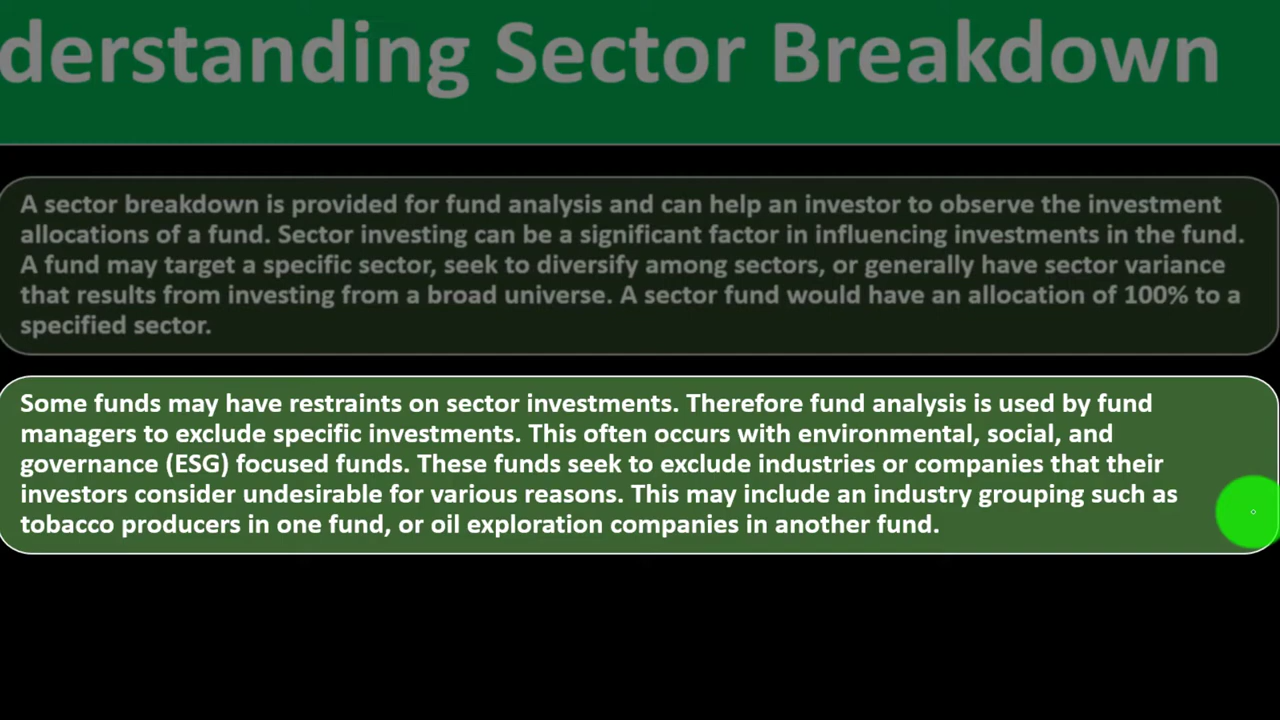 derstanding Sector Breakdown
A sector breakdown is provided for fund analysis and can help an investor to observe the investment
allocations of a fund. Sector investing can be a significant factor in influencing investments in the fund.
A fund may target a specific sector, seek to diversify among sectors, or generally have sector variance
that results from investing from a broad universe. A sector fund would have an allocation of 100% to a
specified sector.
Some funds may have restraints on sector investments. Therefore fund analysis is used by fund
managers to exclude specific investments. This often occurs with environmental, social, and
governance (ESG) focused funds. These funds seek to exclude industries or companies that their
investors consider undesirable for various reasons. This may include an industry grouping such as
tobacco producers in one fund, or oil exploration companies in another fund.